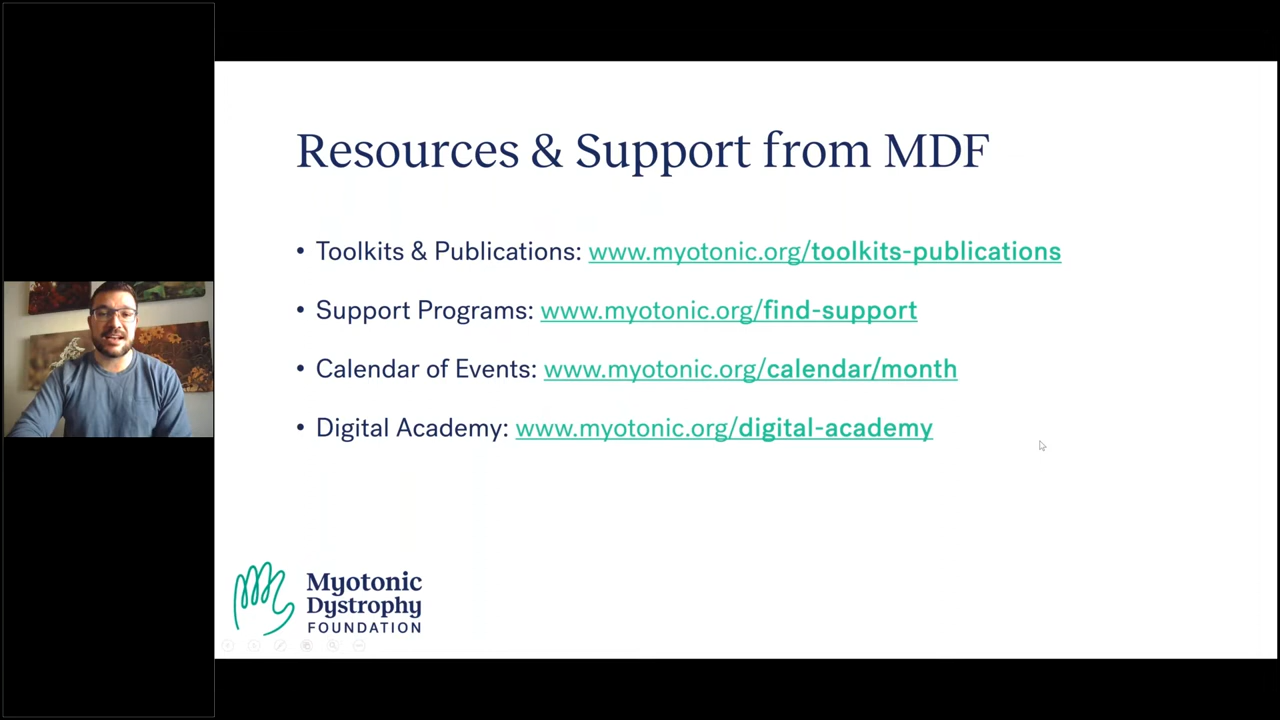 Resources & Support from MDF
• Toolkits & Publications: www.myotonic.org/toolkits-publications
• Support Programs: www.myotonic.org/find-support
• Calendar of Events: www.myotonic.org/calendar/month
• Digital Academy: www.myotonic.org/digital-academy
Myotonic
Dystrophy
FOUNDATION